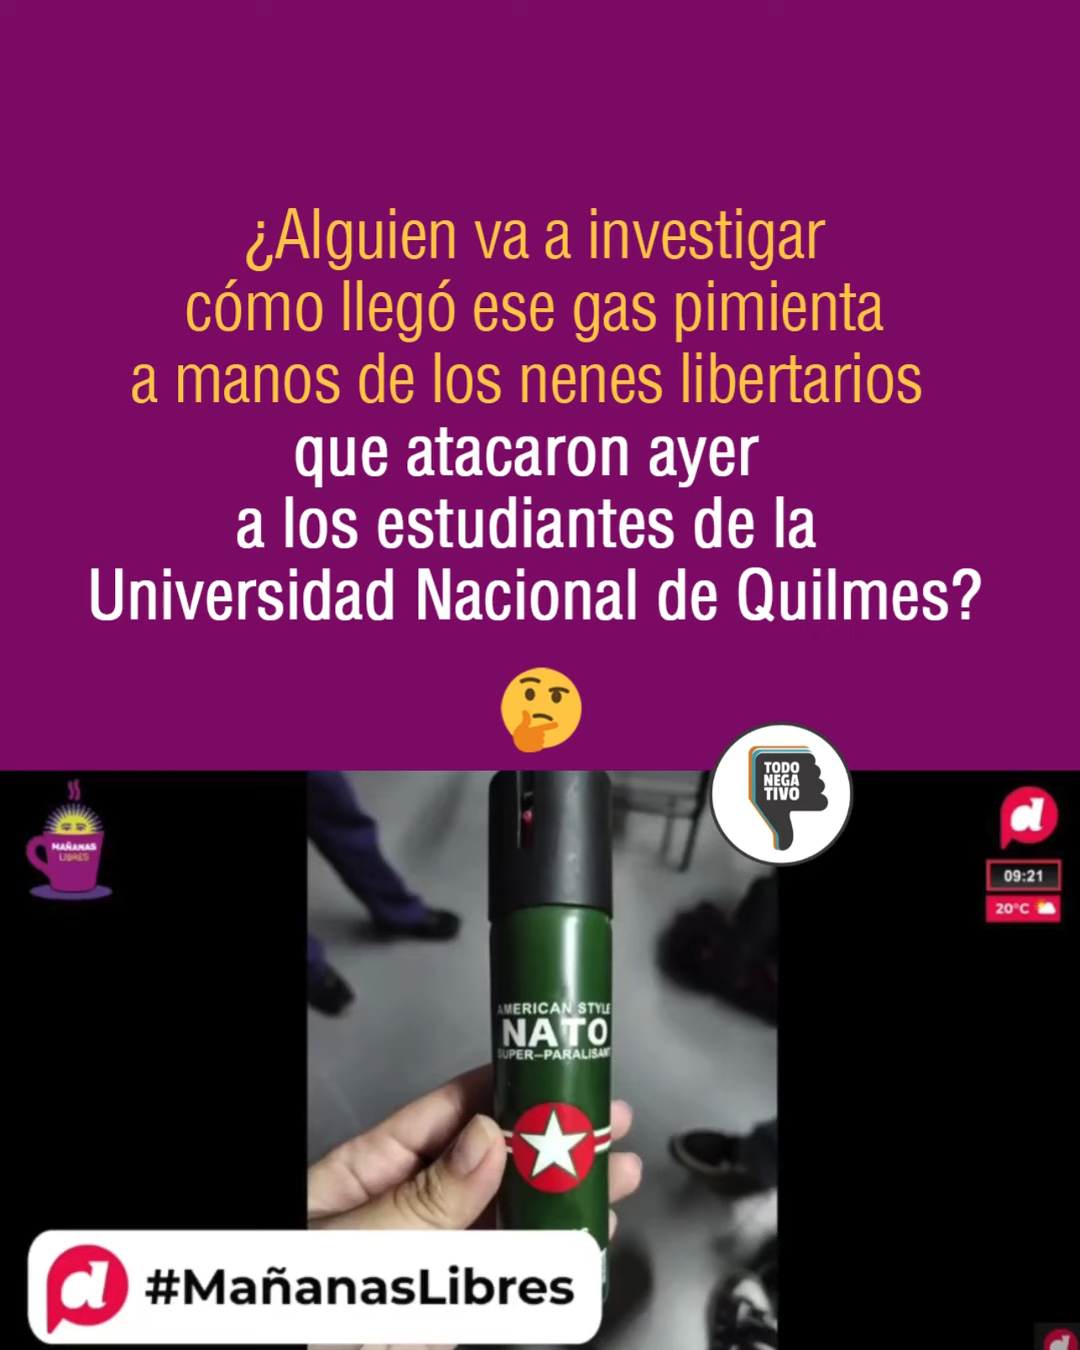 ¿Alguien va a investigar
cómo llegó ese gas pimienta
a manos de los nenes libertarios
que atacaron ayer
a los estudiantes de la
Universidad Nacional de Quilmes?
TODO
NEGA
TIVO
MAÑANAS
LIBRES
d
09:21
20°C
AMERICAN STYLE
NATO
SUPER-PARALISAN
d #MañanasLibres
d